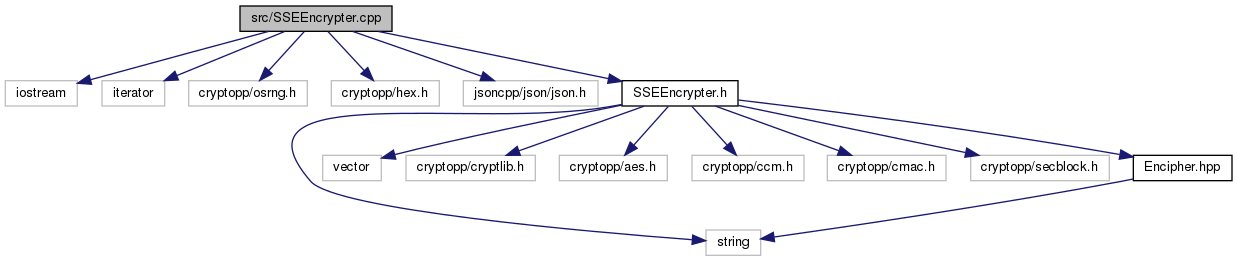 src/SSEEncrypter.cpp
iostream
iterator
cryptopp/osrng.h
cryptopp/hex.h
jsoncpp/json/json.h
SSEEncrypter.h
vector
cryptopp/cryptlib.h
cryptopp/aes.h
cryptopp/ccm.h
cryptopp/cmac.h
cryptopp/secblock.h
Encipher.hpp
string